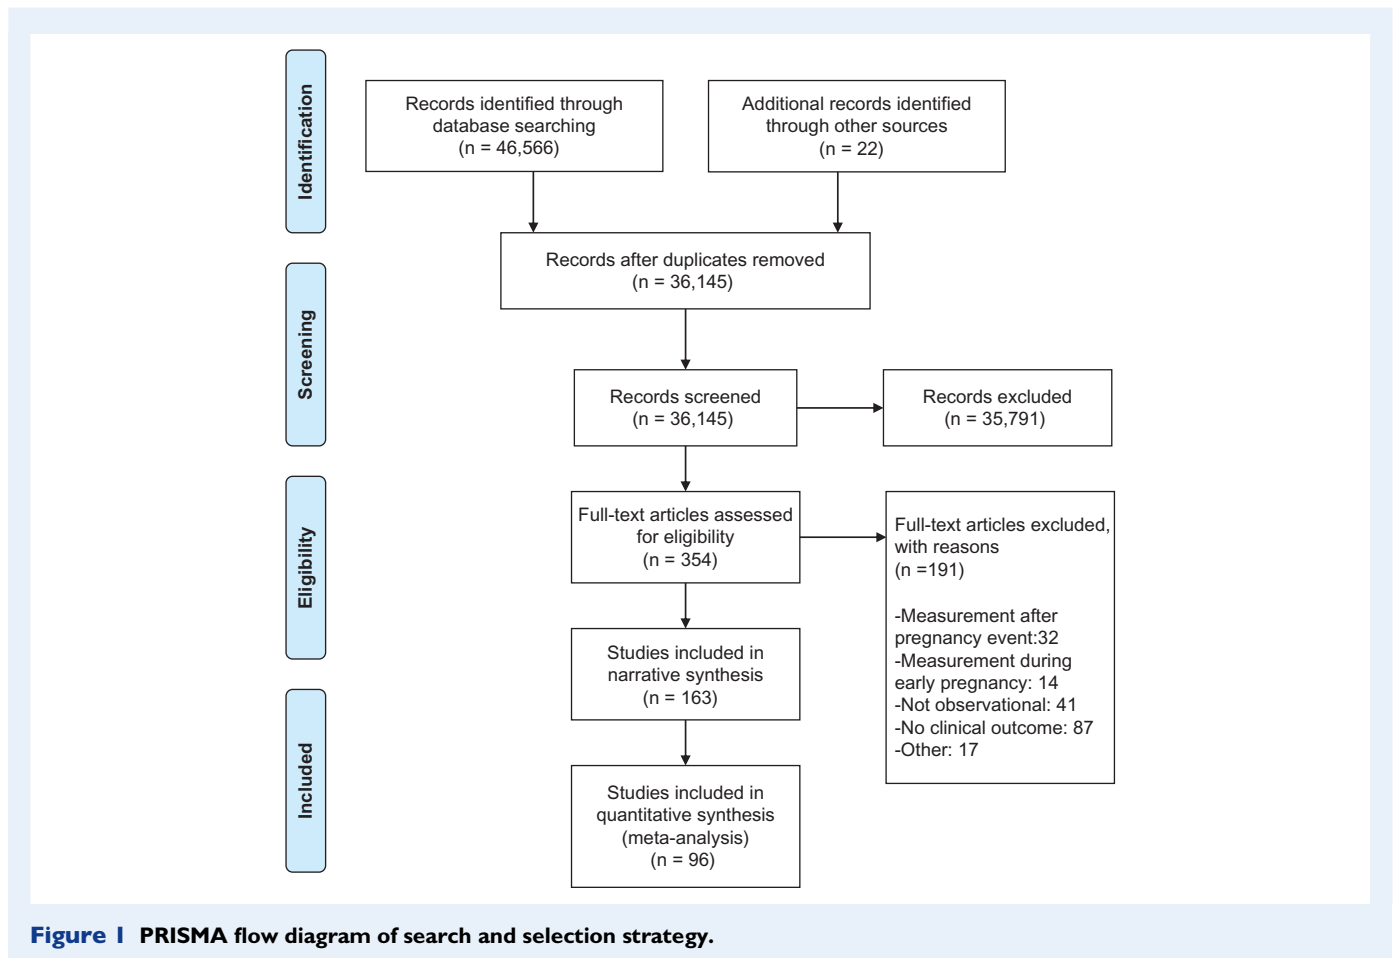 Identification
Records identified through
database searching
(n = 46,566)
Additional records identified
through other sources
(n = 22)
Records after duplicates removed
(n = 36,145)
Screening
Records screened
(n = 36,145)
Records excluded
(n = 35,791)
Eligibility
Full-text articles assessed
for eligibility
(n = 354)
Full-text articles excluded,
with reasons
(n =191)
-Measurement after
pregnancy event:32
-Measurement during
early pregnancy: 14
-Not observational: 41
-No clinical outcome: 87
-Other: 17
Studies included in
narrative synthesis
(n = 163)
Included
Studies included in
quantitative synthesis
(meta-analysis)
(n = 96)
Figure 1 PRISMA flow diagram of search and selection strategy.